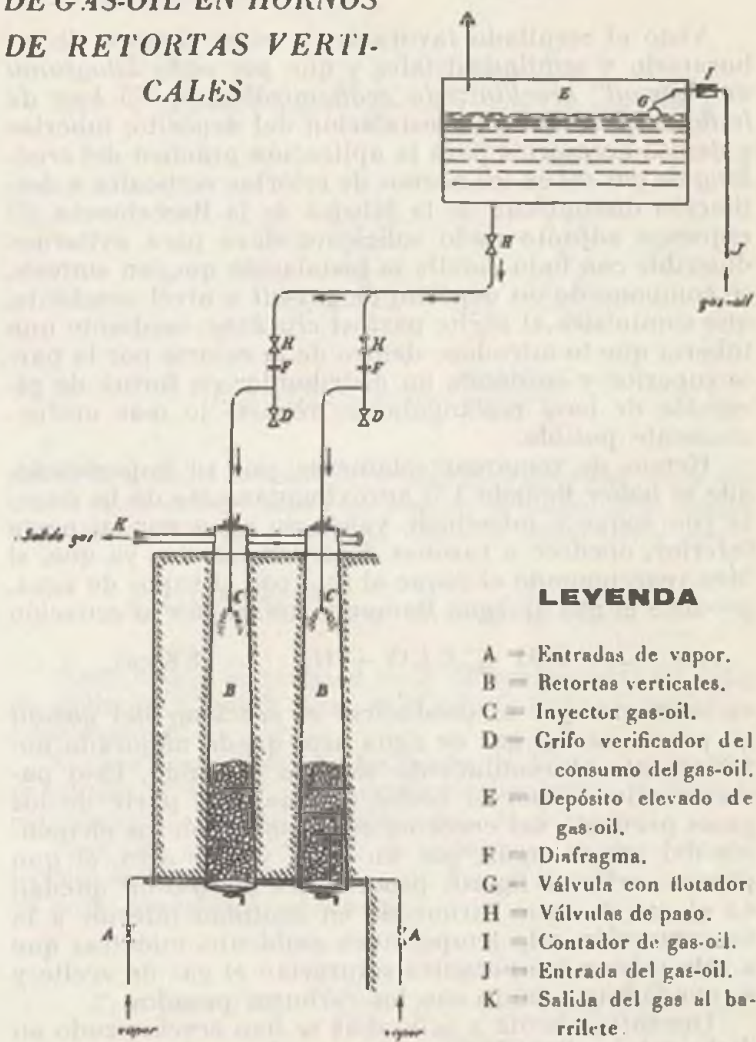 DE GAS-OIL EN HORNOS
DE RETORTAS VERTI-
CALES
E
G
I
H
J
gas-oil
H
H
F
F
D
D
Salida gas
K
C
C
B
B
A
A
vapor
vapor
LEYENDA
A = Entradas de vapor.
B = Retortas verticales.
C = Inyector gas-oil.
D = Grifo verificador del
consumo del gas-oil.
E = Depósito elevado de
gas-oil.
F = Diafragma.
G = Válvula con flotador.
H = Válvulas de paso.
I = Contador de gas-oil.
J = Entrada del gas-oil.
K = Salida del gas al ba-
rrilete.